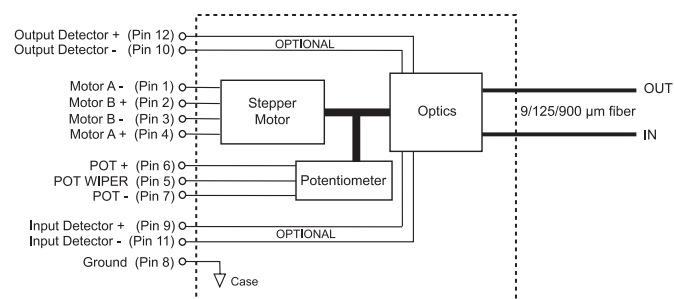 Output Detector + (Pin 12)
Output Detector - (Pin 10)
OPTIONAL
Motor A - (Pin 1)
Motor B + (Pin 2)
Motor B - (Pin 3)
Motor A + (Pin 4)
Stepper
Motor
Optics
OUT
9/125/900 µm fiber
IN
POT + (Pin 6)
POT WIPER (Pin 5)
POT - (Pin 7)
Potentiometer
Input Detector + (Pin 9)
Input Detector - (Pin 11)
OPTIONAL
Ground (Pin 8)
Case